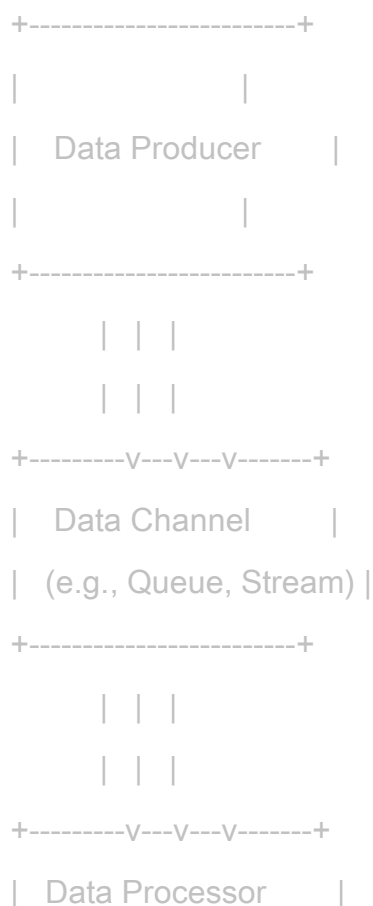 +-------------------------+
|                         |
|    Data Producer        |
|                         |
+-------------------------+
|   |   |
|   |   |
+---------v---v---v-------+
|    Data Channel         |
|   (e.g., Queue, Stream) |
+-------------------------+
|   |   |
|   |   |
+---------v---v---v-------+
|   Data Processor        |